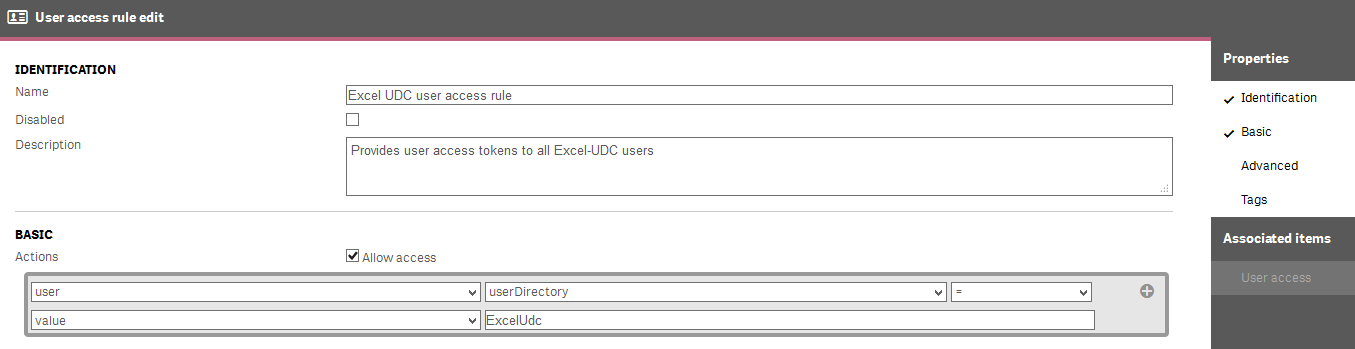 User access rule edit
Properties
IDENTIFICATION
Name
Excel UDC user access rule
Identification
Disabled
Basic
Description
Provides user access tokens to all Excel-UDC users
Advanced
Tags
BASIC
Associated items
Actions
Allow access
User access
user
userDirectory
=
value
ExcelUdc